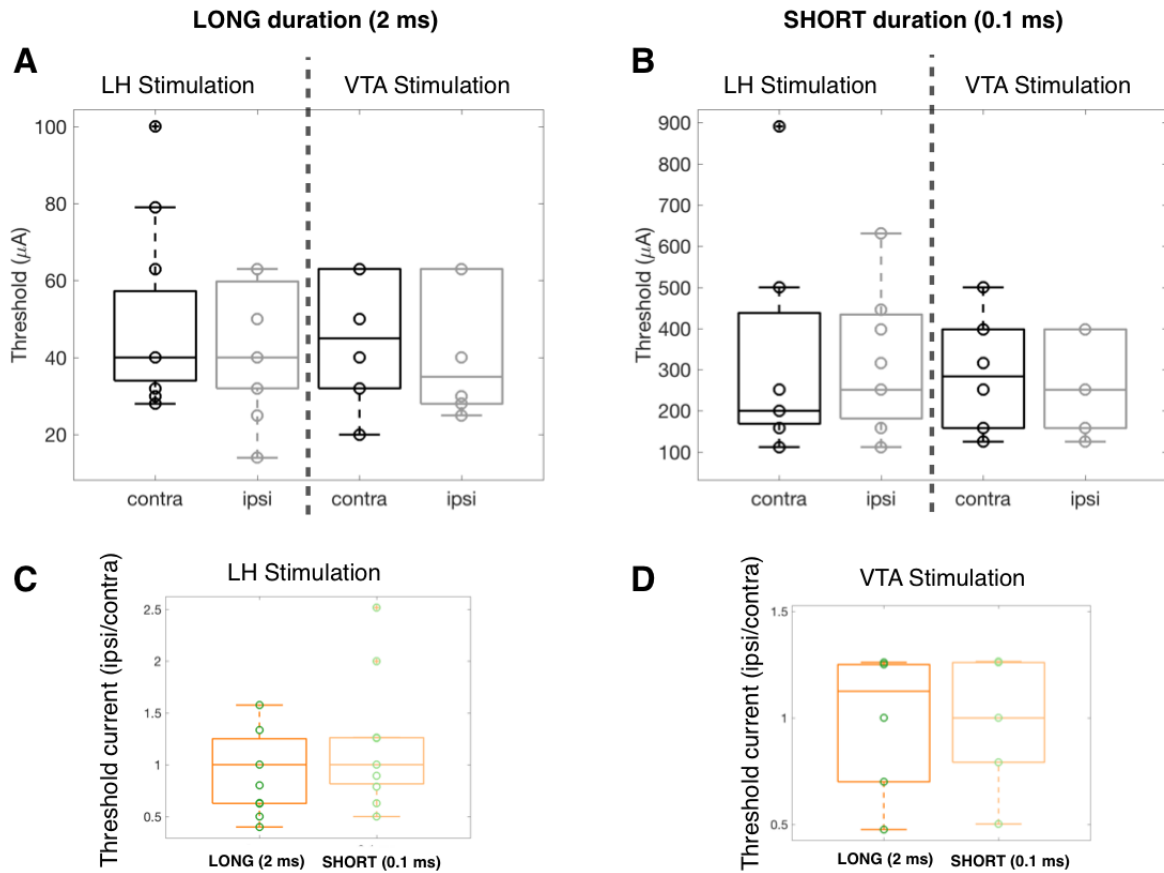 LONG duration (2 ms)
SHORT duration (0.1 ms)
A
LH Stimulation
VTA Stimulation
Threshold (μA)
100
80
60
40
20
contra
ipsi
contra
ipsi
B
LH Stimulation
VTA Stimulation
Threshold (μA)
900
800
700
600
500
400
300
200
100
contra
ipsi
contra
ipsi
C
LH Stimulation
Threshold current (ipsi/contra)
2.5
2
1.5
1
0.5
LONG (2 ms)
SHORT (0.1 ms)
D
VTA Stimulation
Threshold current (ipsi/contra)
1.5
1
0.5
LONG (2 ms)
SHORT (0.1 ms)